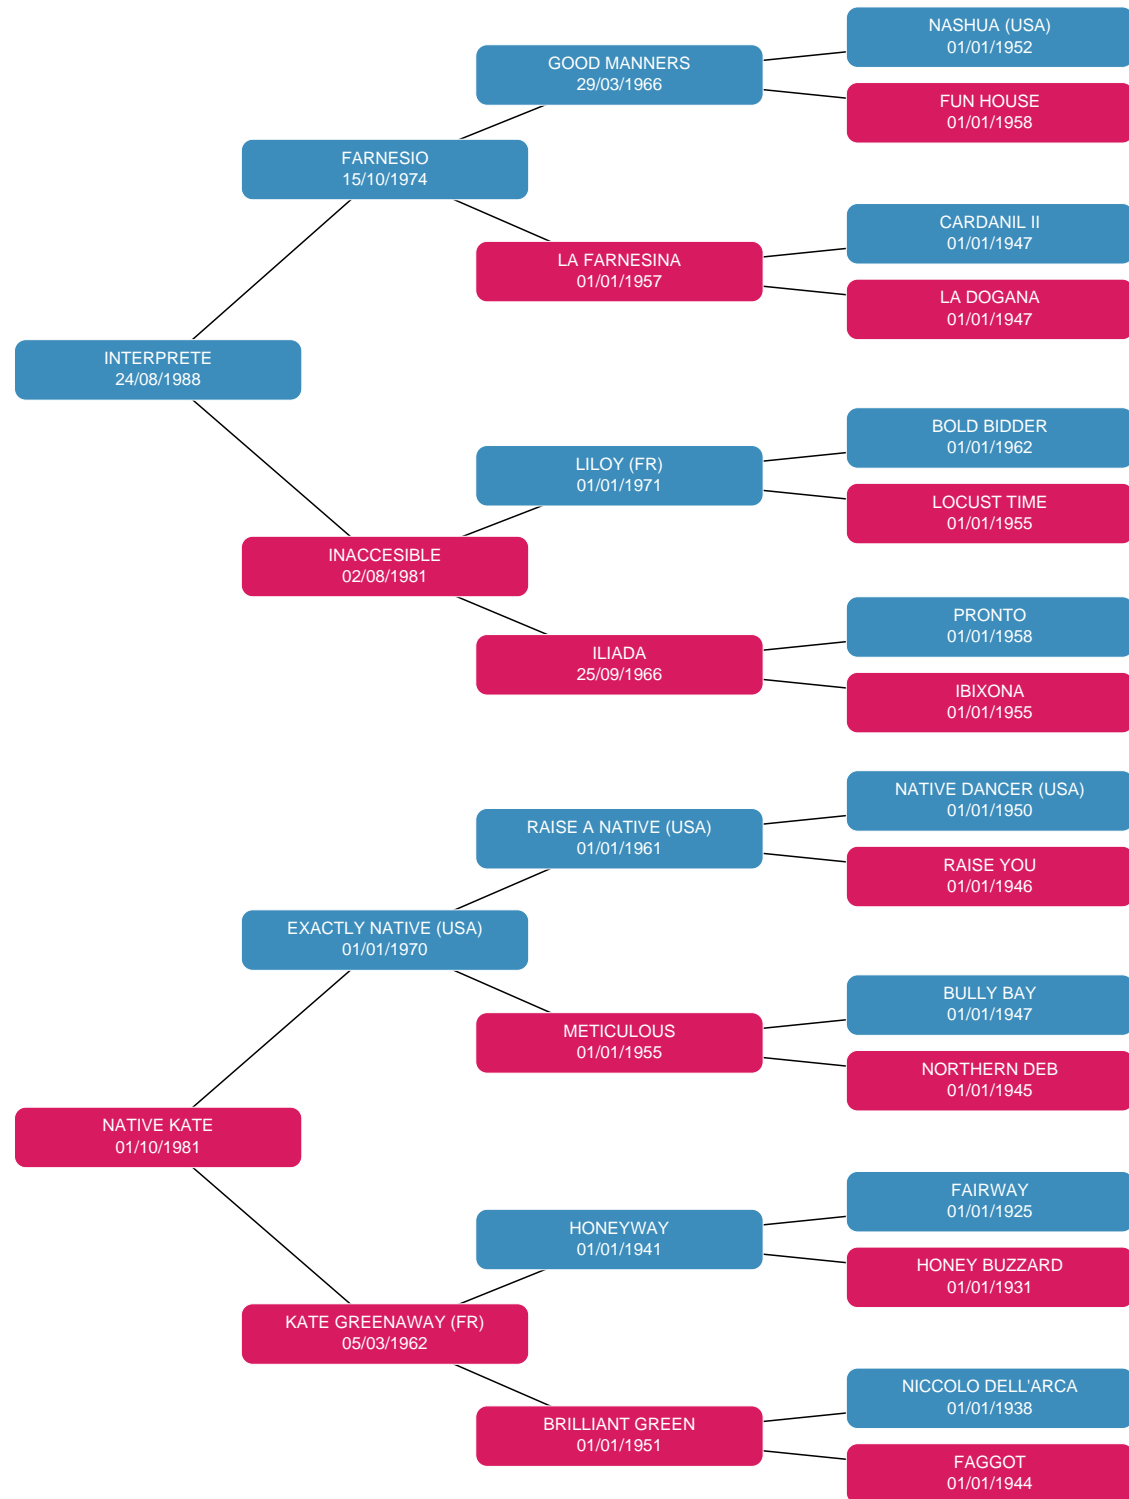 NASHUA (USA)
01/01/1952
GOOD MANNERS
29/03/1966
FUN HOUSE
01/01/1958
FARNESIO
15/10/1974
CARDANIL II
01/01/1947
LA FARNESINA
01/01/1957
LA DOGANA
01/01/1947
INTERPRETE
24/08/1988
BOLD BIDDER
01/01/1962
LILOY (FR)
01/01/1971
LOCUST TIME
01/01/1955
INACCESIBLE
02/08/1981
PRONTO
01/01/1958
ILIADA
25/09/1966
IBIXONA
01/01/1955
NATIVE DANCER (USA)
01/01/1950
RAISE A NATIVE (USA)
01/01/1961
RAISE YOU
01/01/1946
EXACTLY NATIVE (USA)
01/01/1970
BULLY BAY
01/01/1947
METICULOUS
01/01/1955
NORTHERN DEB
01/01/1945
NATIVE KATE
01/10/1981
FAIRWAY
01/01/1925
HONEYWAY
01/01/1941
HONEY BUZZARD
01/01/1931
KATE GREENAWAY (FR)
05/03/1962
NICCOLO DELL'ARCA
01/01/1938
BRILLIANT GREEN
01/01/1951
FAGGOT
01/01/1944